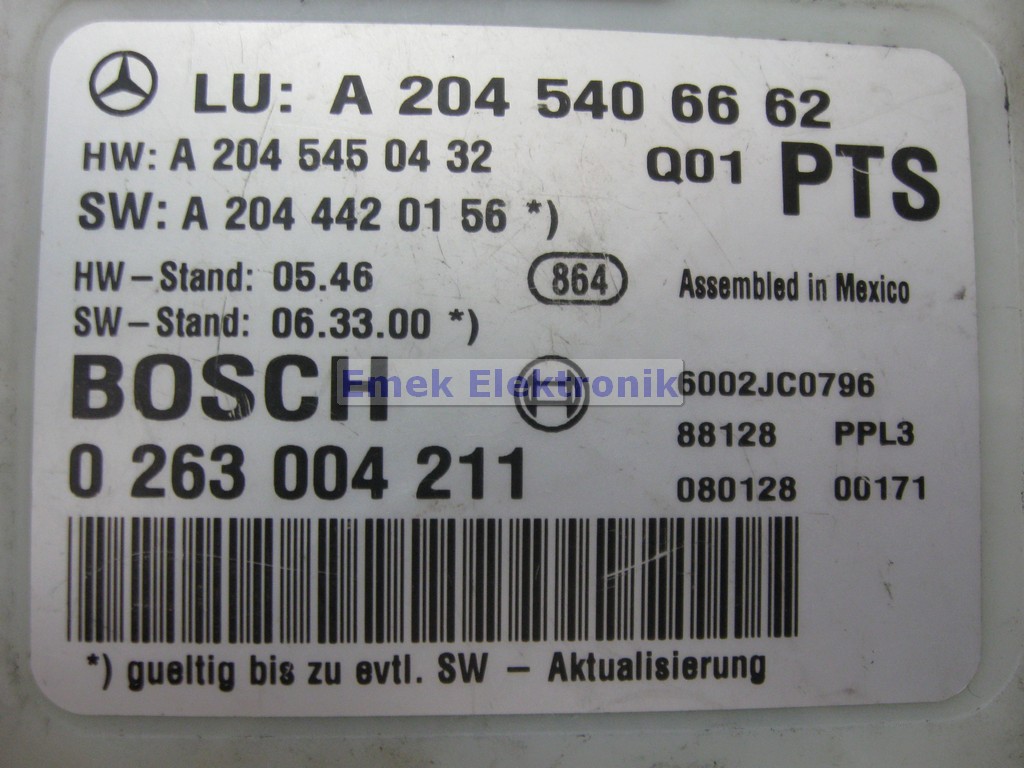 LU: A 204 540 66 62
HW: A 204 545 04 32 Q01 PTS
SW: A 204 442 01 56 *)
HW-Stand: 05.46 864 Assembled in Mexico
SW-Stand: 06.33.00 *)
BOSCH Emek Elektronik 6002JC0796
88128 PPL3
0 263 004 211
080128 00171
*) gueltig bis zu evtl. SW - Aktualisierung